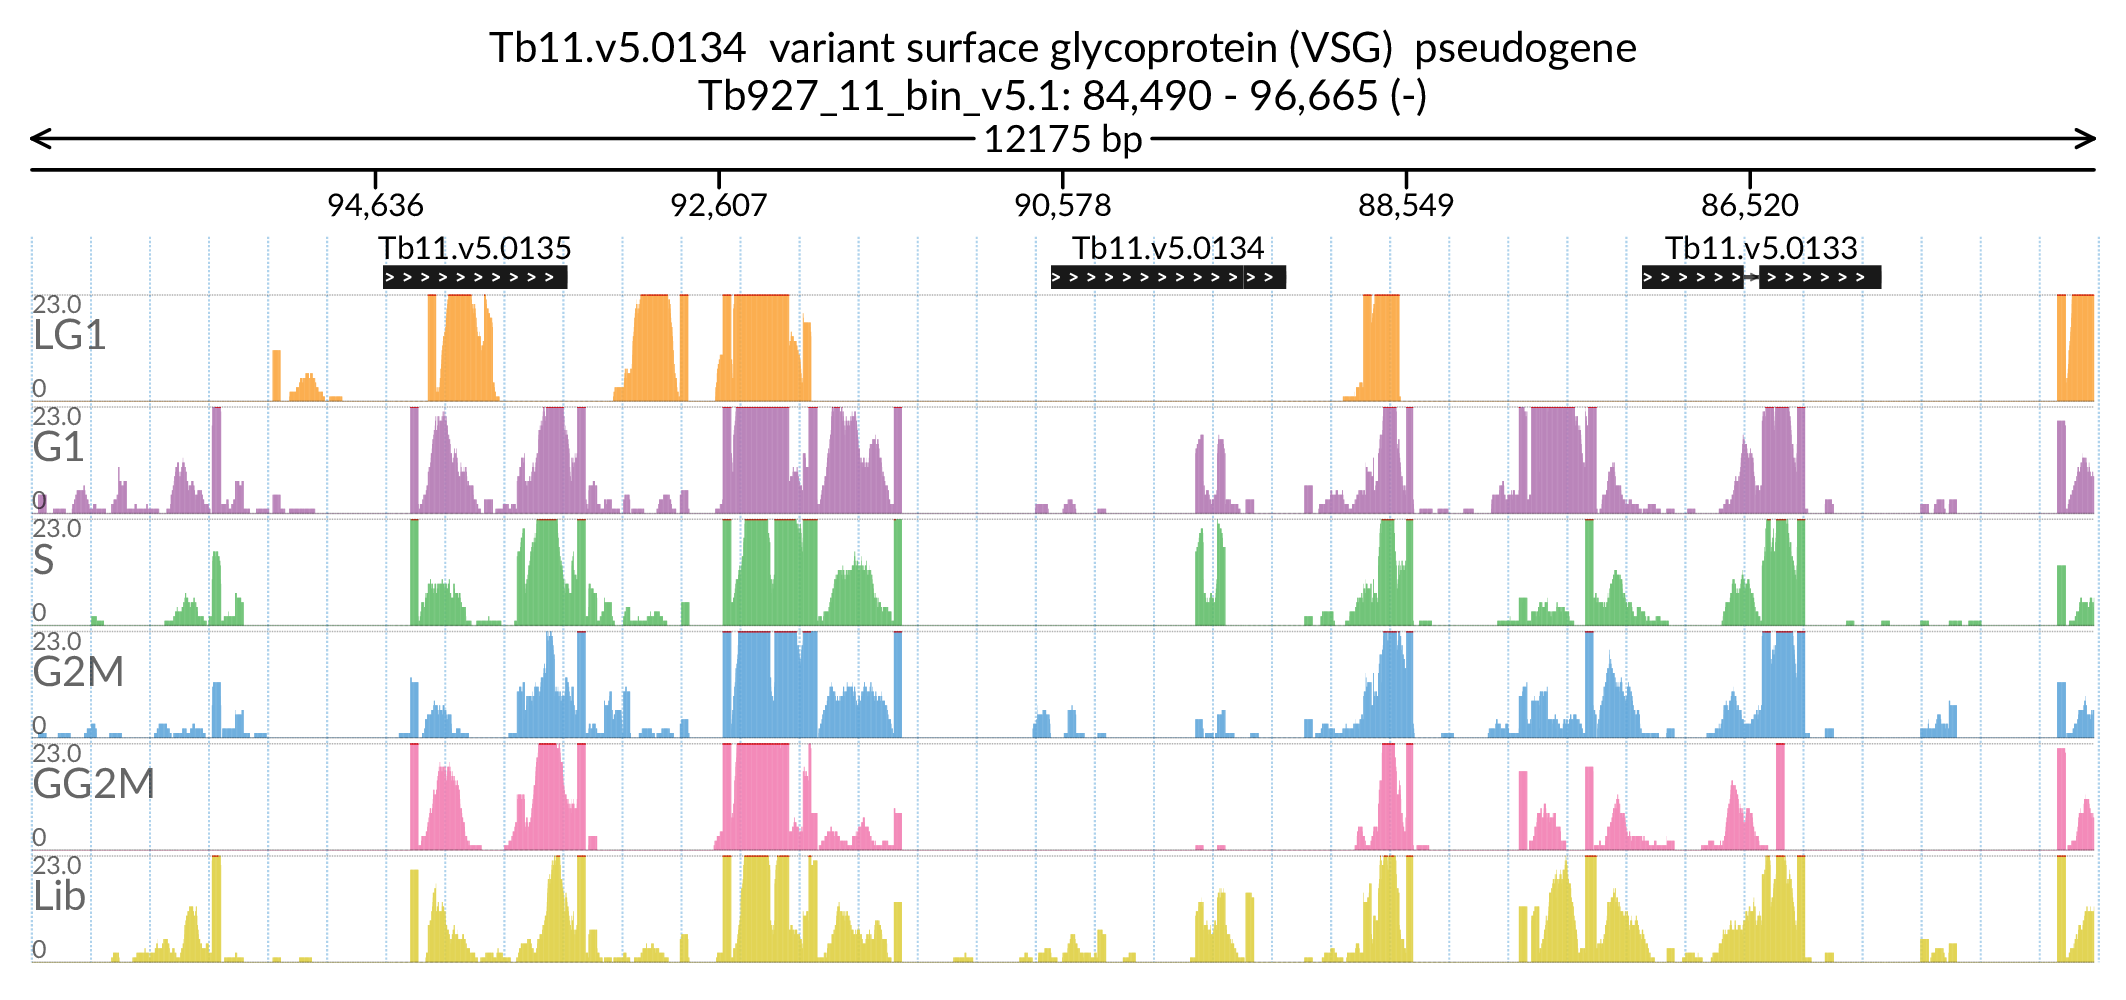 Tb11.v5.0134 variant surface glycoprotein (VSG) pseudogene
Tb927_11_bin_v5.1: 84,490 - 96,665 (-)
12175 bp
94,636 92,607 90,578 88,549 86,520
Tb11.v5.0135 Tb11.v5.0134 Tb11.v5.0133
23.0
LG1
0
23.0
G1
0
23.0
S
0
23.0
G2M
0
23.0
GG2M
0
23.0
Lib
0